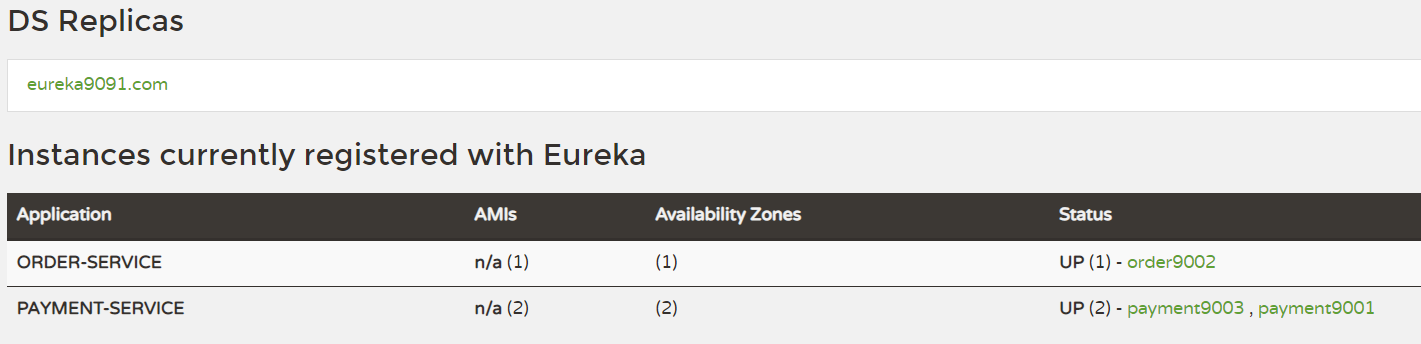 DS Replicas
eureka9091.com
Instances currently registered with Eureka
Application AMIs Availability Zones Status
ORDER-SERVICE n/a (1) (1) UP (1) - order9002
PAYMENT-SERVICE n/a (2) (2) UP (2) - payment9003 , payment9001